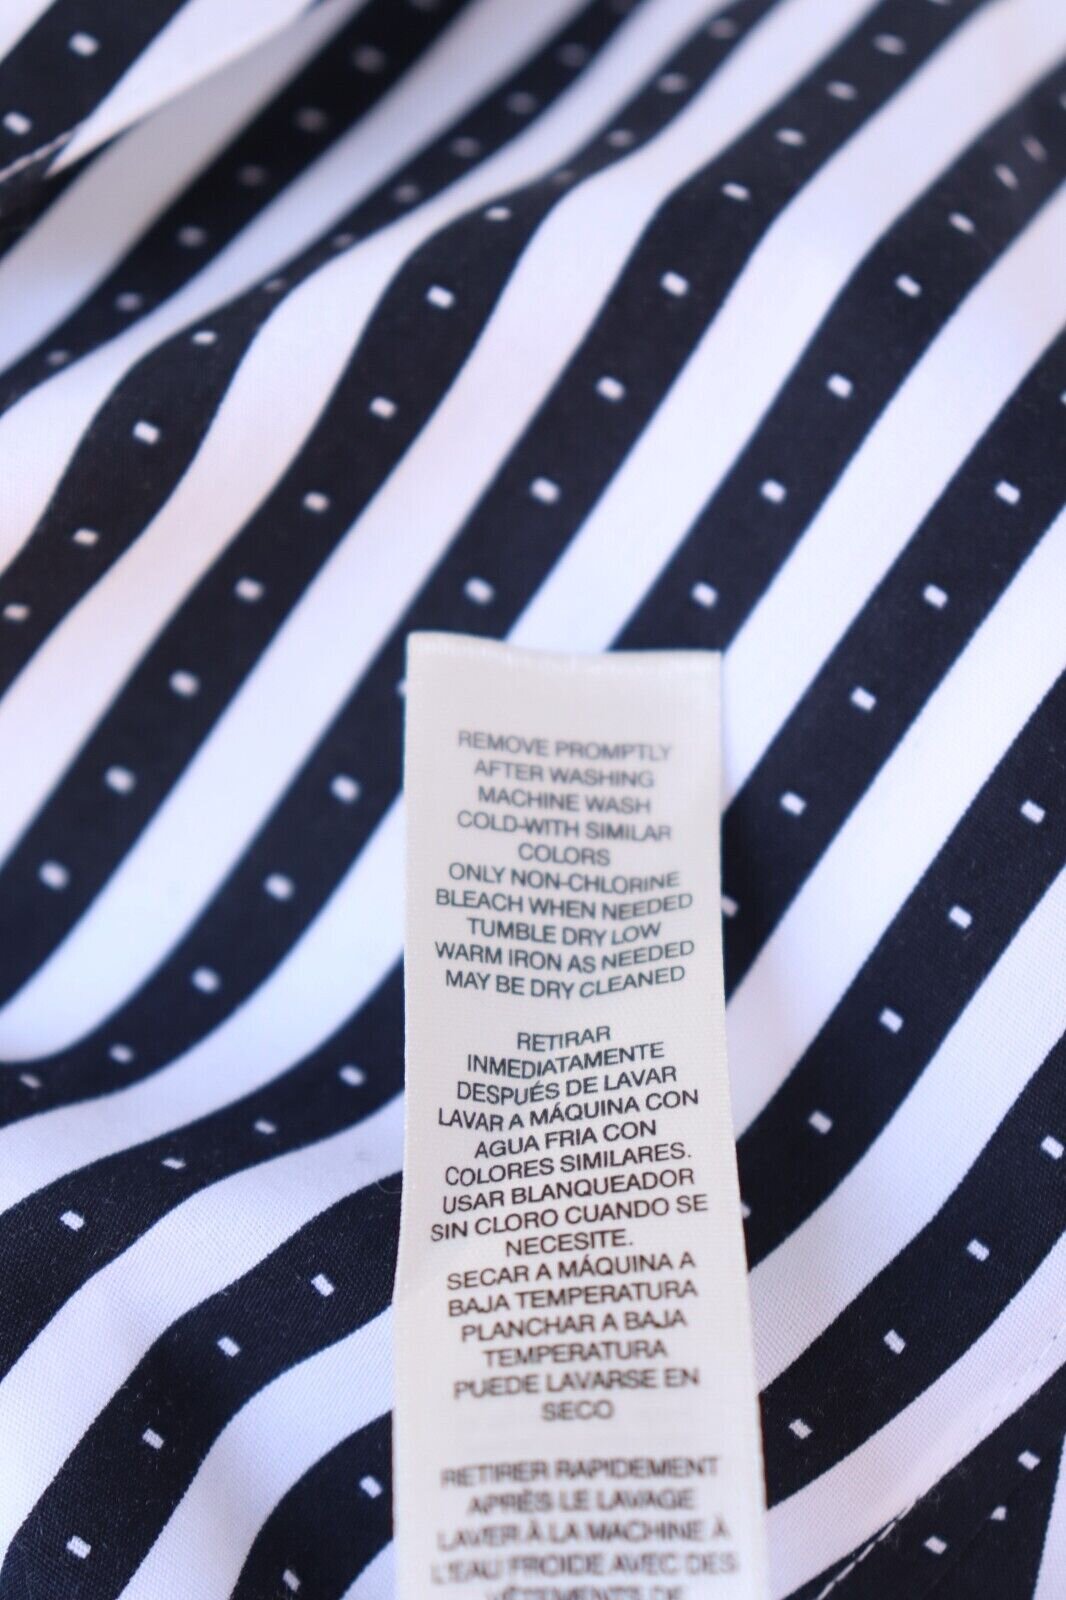 REMOVE PROMPTLY
AFTER WASHING
MACHINE WASH
COLD-WITH SIMILAR
COLORS
ONLY NON-CHLORINE
BLEACH WHEN NEEDED
TUMBLE DRY LOW
WARM IRON AS NEEDED
MAY BE DRY CLEANED
RETIRAR
INMEDIATAMENTE
DESPUÉS DE LAVAR
LAVAR A MÁQUINA CON
AGUA FRIA CON
COLORES SIMILARES.
USAR BLANQUEADOR
SIN CLORO CUANDO SE
NECESITE.
SECAR A MÁQUINA A
BAJA TEMPERATURA
PLANCHAR A BAJA
TEMPERATURA
PUEDE LAVARSE EN
SECO
RETIRER RAPIDEMENT
APRÈS LE LAVAGE
LAVER À LA MACHINE À
L'EAU FROIDE AVEC DES
VÊTEMENTS DE